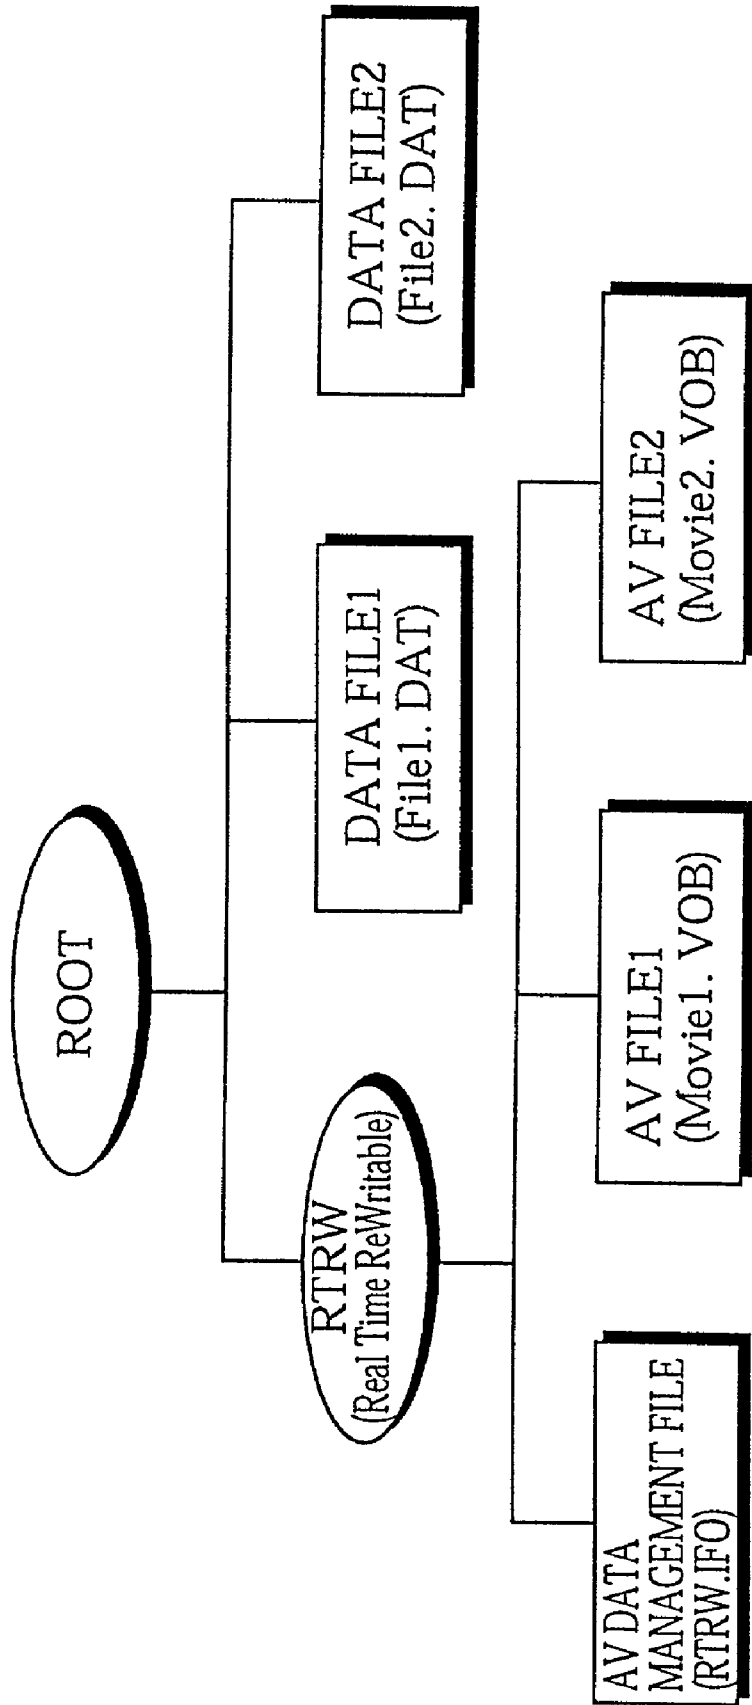 ROOT
RTRW
(Real Time ReWritable)
DATA FILE1
(File1. DAT)
DATA FILE2
(File2. DAT)
AV DATA
MANAGEMENT FILE
(RTRW.IFO)
AV FILE1
(Movie1. VOB)
AV FILE2
(Movie2. VOB)